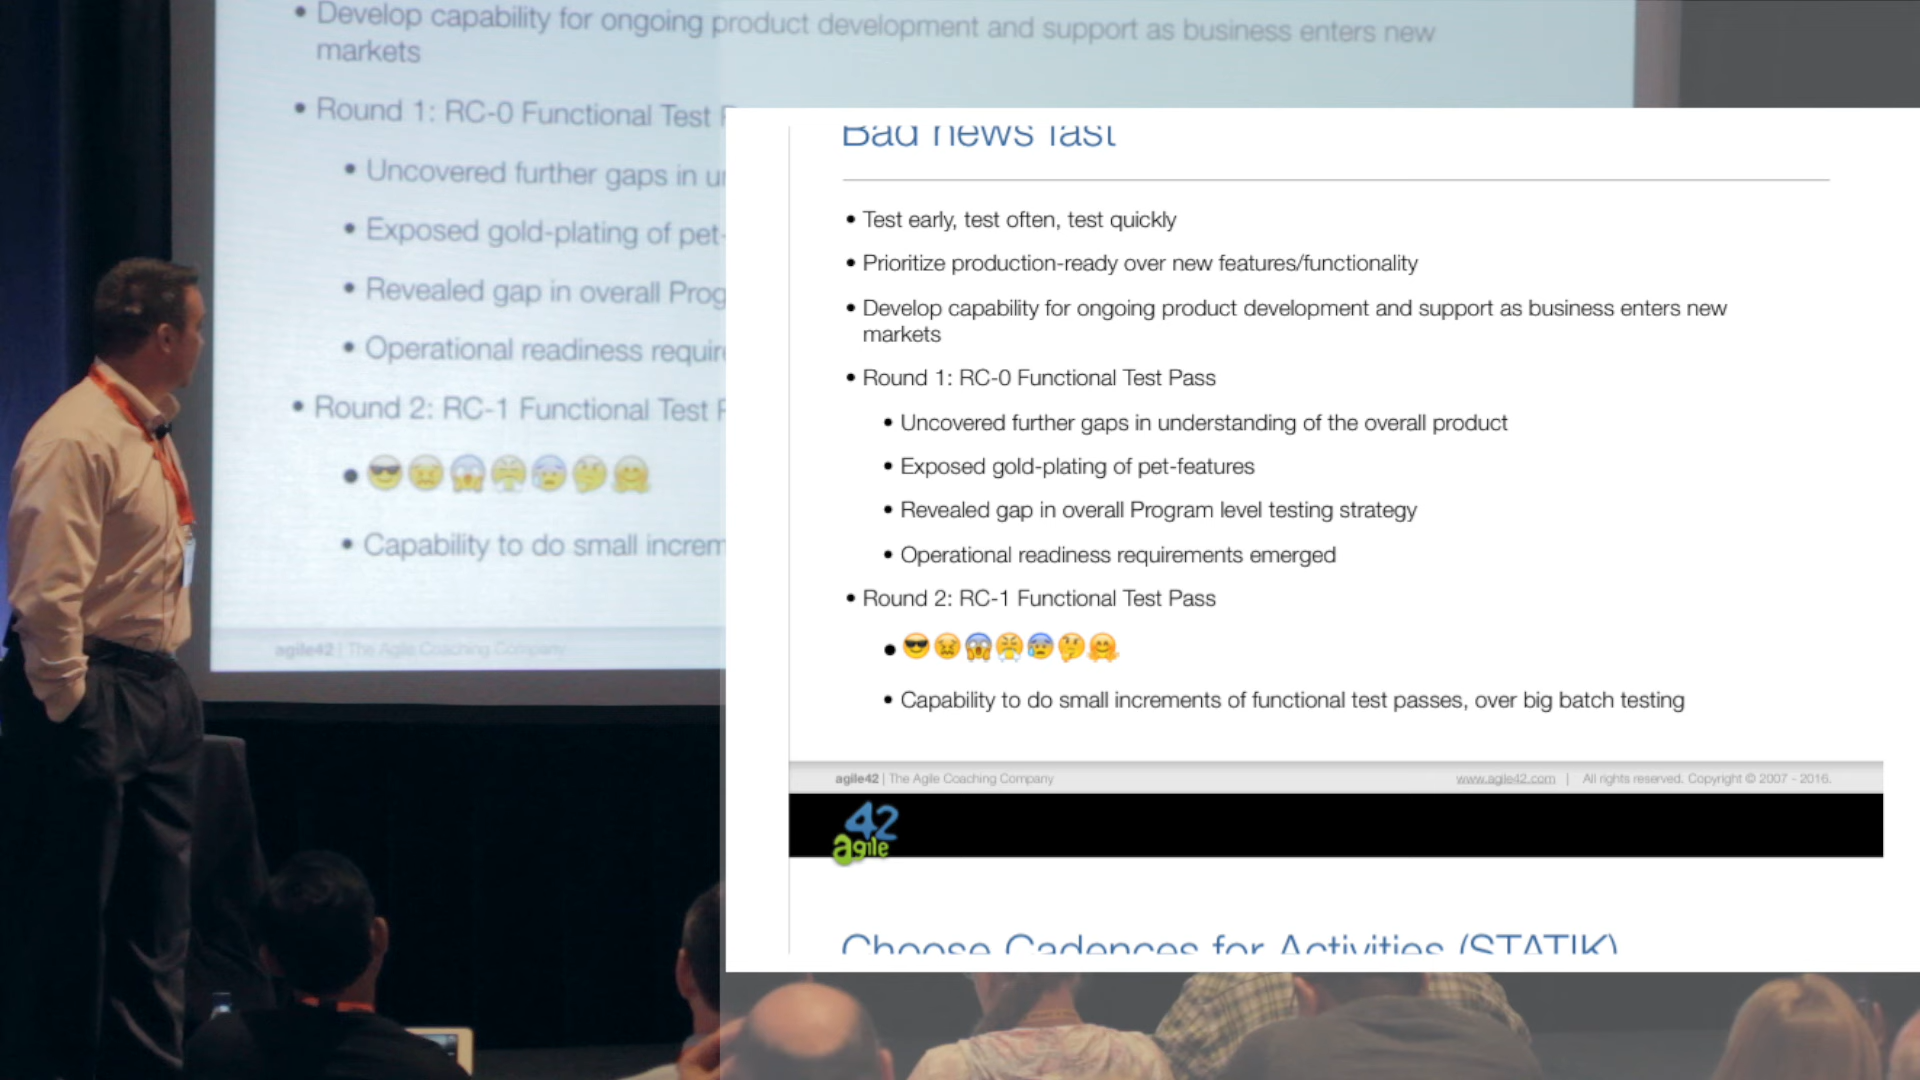 • Develop capability for ongoing product development and support as business enters new
markets
• Round 1: RC-0 Functional Test
• Uncovered further gaps in
• Exposed gold-plating of pet-
• Revealed gap in overall Prog
• Operational readiness require
• Round 2: RC-1 Functional Test
• 😎😖😱😤😰🤔🤗
• Capability to do small increm
agile42 | The Agile Coaching Company
Bad news fast
• Test early, test often, test quickly
• Prioritize production-ready over new features/functionality
• Develop capability for ongoing product development and support as business enters new
markets
• Round 1: RC-0 Functional Test Pass
• Uncovered further gaps in understanding of the overall product
• Exposed gold-plating of pet-features
• Revealed gap in overall Program level testing strategy
• Operational readiness requirements emerged
• Round 2: RC-1 Functional Test Pass
• 😎😖😱😤😰🤔🤗
• Capability to do small increments of functional test passes, over big batch testing
agile42 | The Agile Coaching Company www.agile42.com | All rights reserved. Copyright © 2007 - 2016.
42
agile
Choose Cadences for Activities (STATIK)